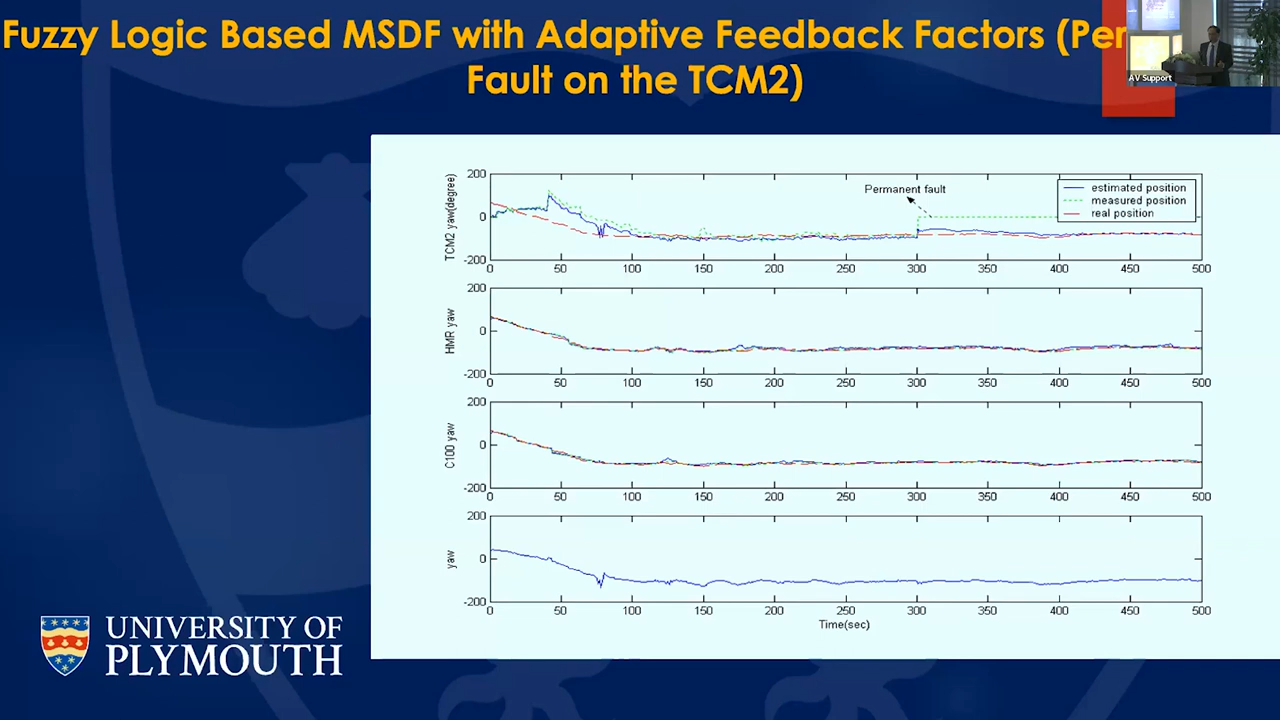 Fuzzy Logic Based MSDF with Adaptive Feedback Factors (Per
Fault on the TCM2)
AV Support
Permanent fault
estimated position
measured position
real position
TCM2 yaw(degree)
200
0
-200
0 50 100 150 200 250 300 350 400 450 500
HMR yaw
200
0
-200
0 50 100 150 200 250 300 350 400 450 500
C100 yaw
200
0
-200
0 50 100 150 200 250 300 350 400 450 500
yaw
200
0
-200
0 50 100 150 200 250 300 350 400 450 500
Time(sec)
UNIVERSITY OF
PLYMOUTH